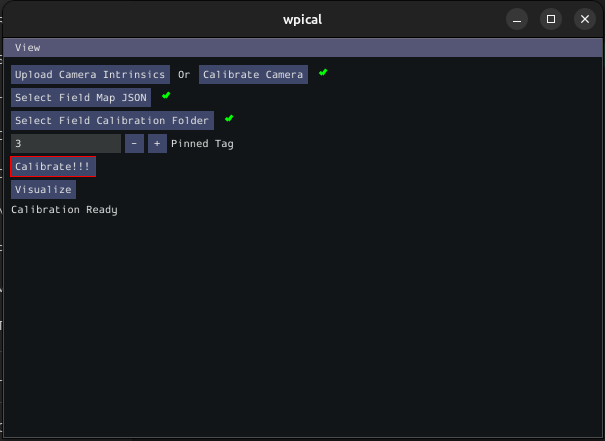 wpical
View
Upload Camera Intrinsics Or Calibrate Camera
Select Field Map JSON
Select Field Calibration Folder
3 - + Pinned Tag
Calibrate!!!
Visualize
Calibration Ready